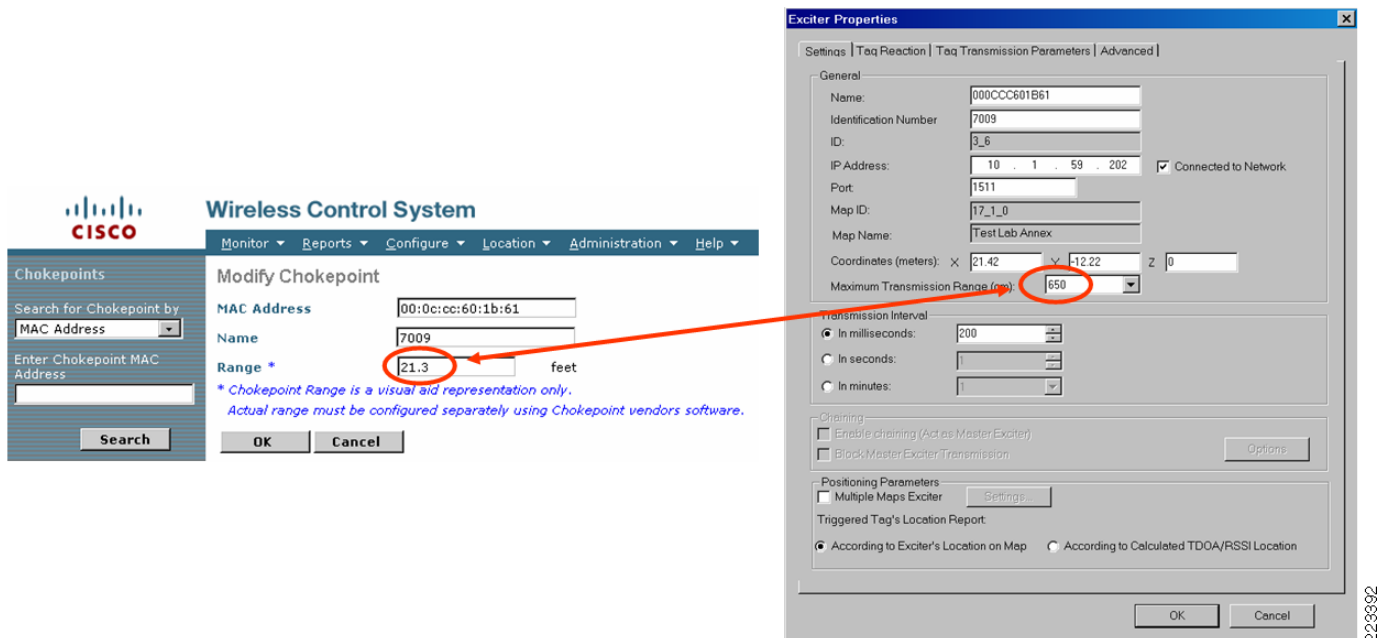 CISCO
Wireless Control System
Monitor Reports Configure Location Administration Help
Chokepoints
Search for Chokepoint by
MAC Address
Enter Chokepoint MAC
Address
Search
Modify Chokepoint
MAC Address 00:0c:cc:60:1b:61
Name 7009
Range * 21.3 feet
* Chokepoint Range is a visual aid representation only.
Actual range must be configured separately using Chokepoint vendors software.
OK Cancel
Exciter Properties
Settings Tag Reaction Tag Transmission Parameters Advanced
General
Name: 000CCC601B61
Identification Number 7009
ID: 3_6
IP Address: 10 . 1 . 59 . 202 Connected to Network
Port: 1511
Map ID: 17_1_0
Map Name: Test Lab Annex
Coordinates (meters): X 21.42 Y -12.22 Z 0
Maximum Transmission Range (cm): 650
Transmission Interval
In milliseconds: 200
In seconds: 1
In minutes: 1
Chaining
Enable chaining (Act as Master Exciter)
Block Master Exciter Transmission
Options
Positioning Parameters
Multiple Maps Exciter Settings...
Triggered Tag's Location Report:
According to Exciter's Location on Map According to Calculated TDOA/RSSI Location
OK Cancel
223392